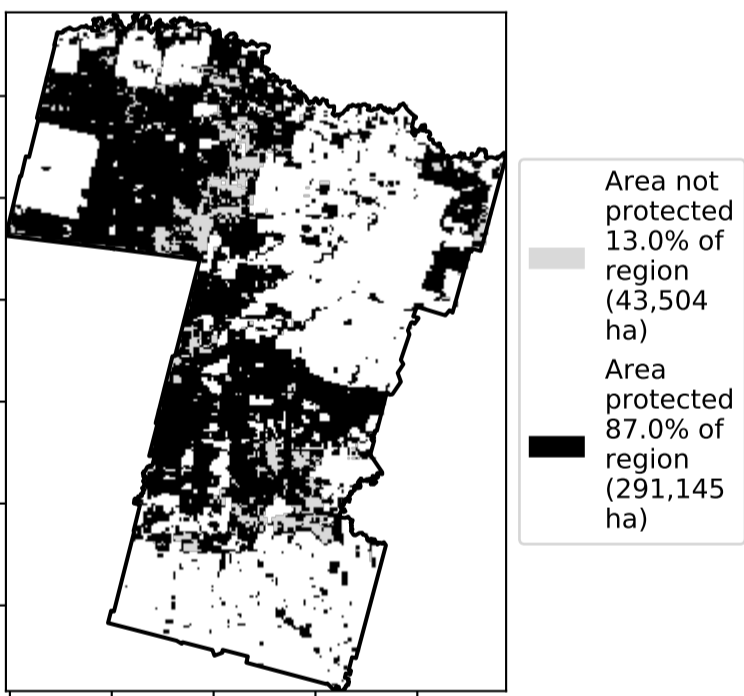 Area not
protected
13.0% of
region
(43,504
ha)
Area
protected
87.0% of
region
(291,145
ha)